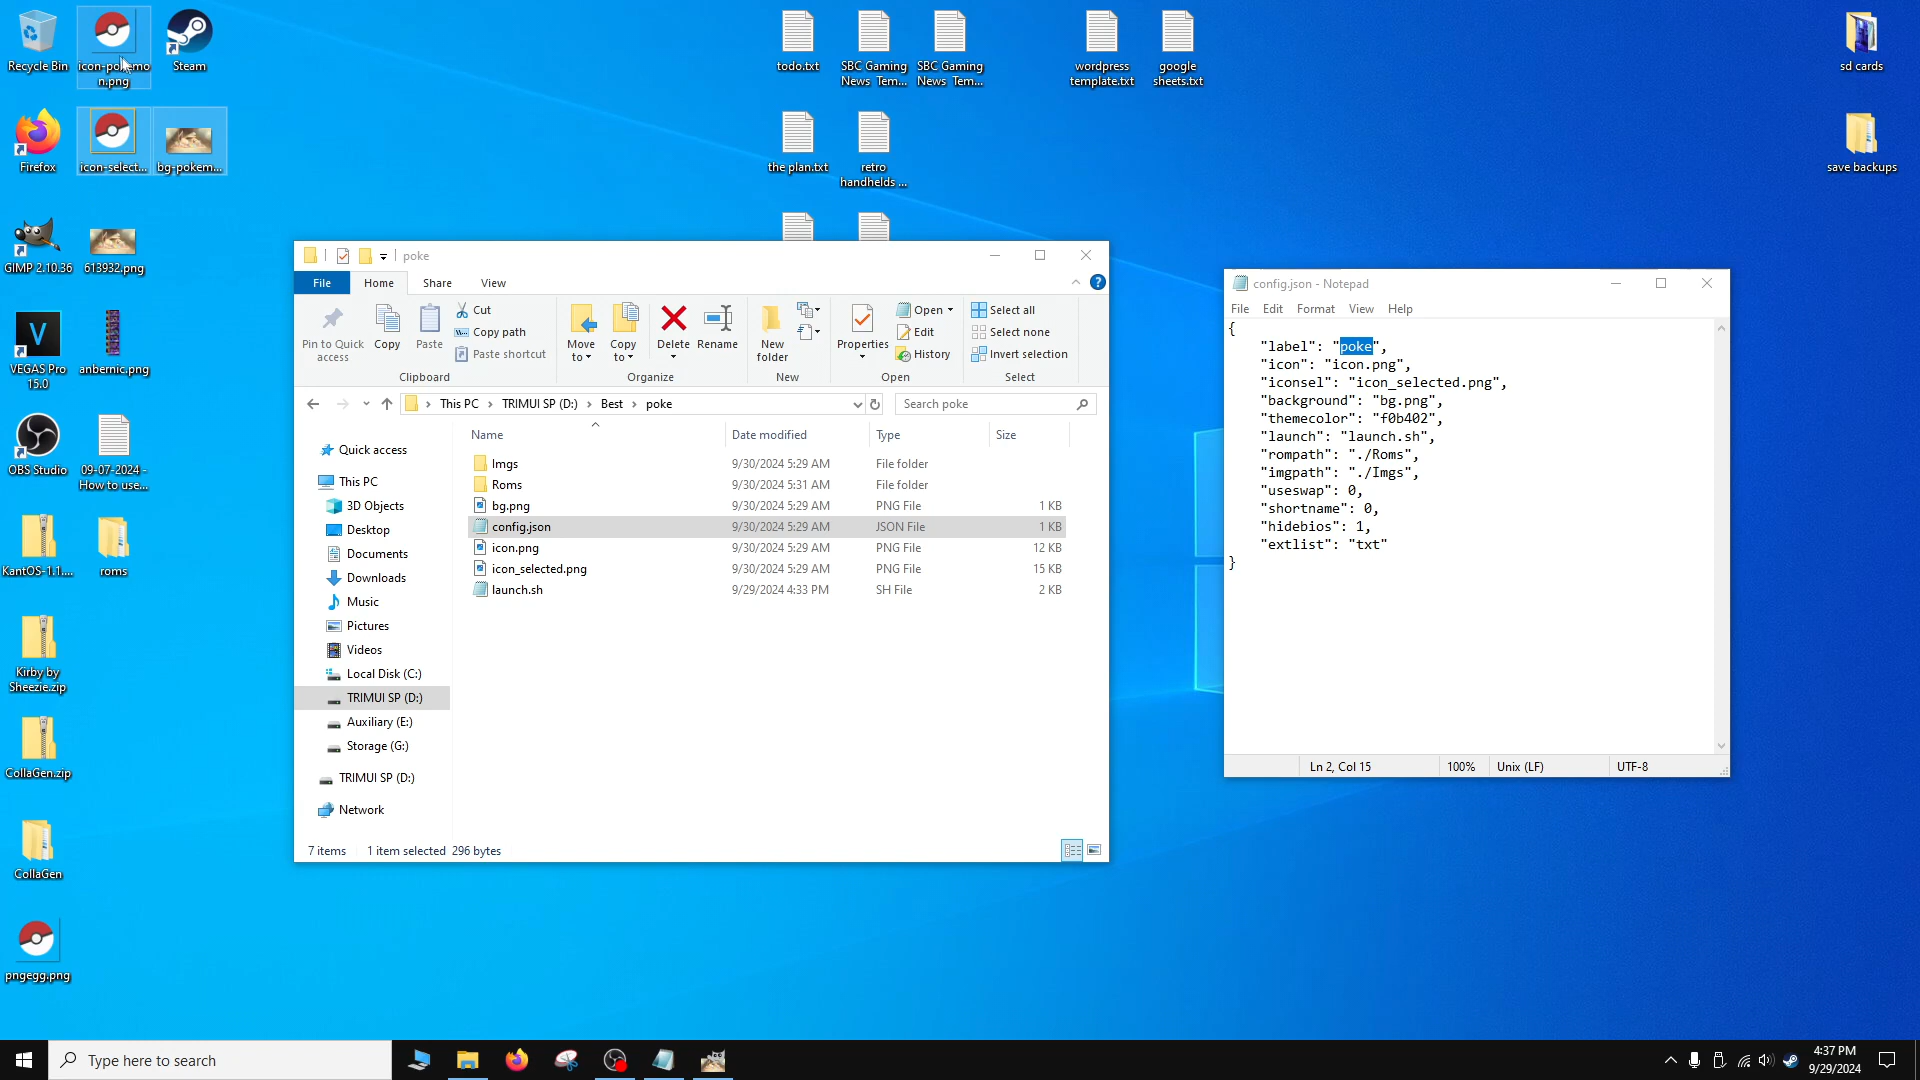 Recycle Bin
icon-pokemo
n.png
Steam
Firefox
icon-select...
bg-pokem...
GIMP 2.10.36
613932.png
VEGAS Pro
15.0
anbernic.png
OBS Studio
09-07-2024 -
How to use...
KantOS-1.1....
roms
Kirby by
Sheezie.zip
CollaGen.zip
CollaGen
pngegg.png
todo.txt
SBC Gaming
News Tem...
SBC Gaming
News Tem...
wordpress
template.txt
google
sheets.txt
the plan.txt
retro
handhelds ...
sd cards
save backups
poke
File
Home
Share
View
Pin to Quick
access
Copy
Paste
Cut
Copy path
Paste shortcut
Clipboard
Move
to
Copy
to
Delete
Rename
Organize
New
folder
New
Properties
Open
Edit
History
Open
Select all
Select none
Invert selection
Select
This PC
TRIMUI SP (D:)
Best
poke
Search poke
Quick access
This PC
3D Objects
Desktop
Documents
Downloads
Music
Pictures
Videos
Local Disk (C:)
TRIMUI SP (D:)
Auxiliary (E:)
Storage (G:)
TRIMUI SP (D:)
Network
Name Date modified Type Size
Imgs 9/30/2024 5:29 AM File folder
Roms 9/30/2024 5:31 AM File folder
bg.png 9/30/2024 5:29 AM PNG File 1 KB
config.json 9/30/2024 5:29 AM JSON File 1 KB
icon.png 9/30/2024 5:29 AM PNG File 12 KB
icon_selected.png 9/30/2024 5:29 AM PNG File 15 KB
launch.sh 9/29/2024 4:33 PM SH File 2 KB
7 items 1 item selected 296 bytes
config.json - Notepad
File Edit Format View Help
{
"label": "poke",
"icon": "icon.png",
"iconsel": "icon_selected.png",
"background": "bg.png",
"themecolor": "f0b402",
"launch": "launch.sh",
"rompath": "./Roms",
"imgpath": "./Imgs",
"useswap": 0,
"shortname": 0,
"hidebios": 1,
"extlist": "txt"
}
Ln 2, Col 15 100% Unix (LF) UTF-8
Type here to search
4:37 PM
9/29/2024